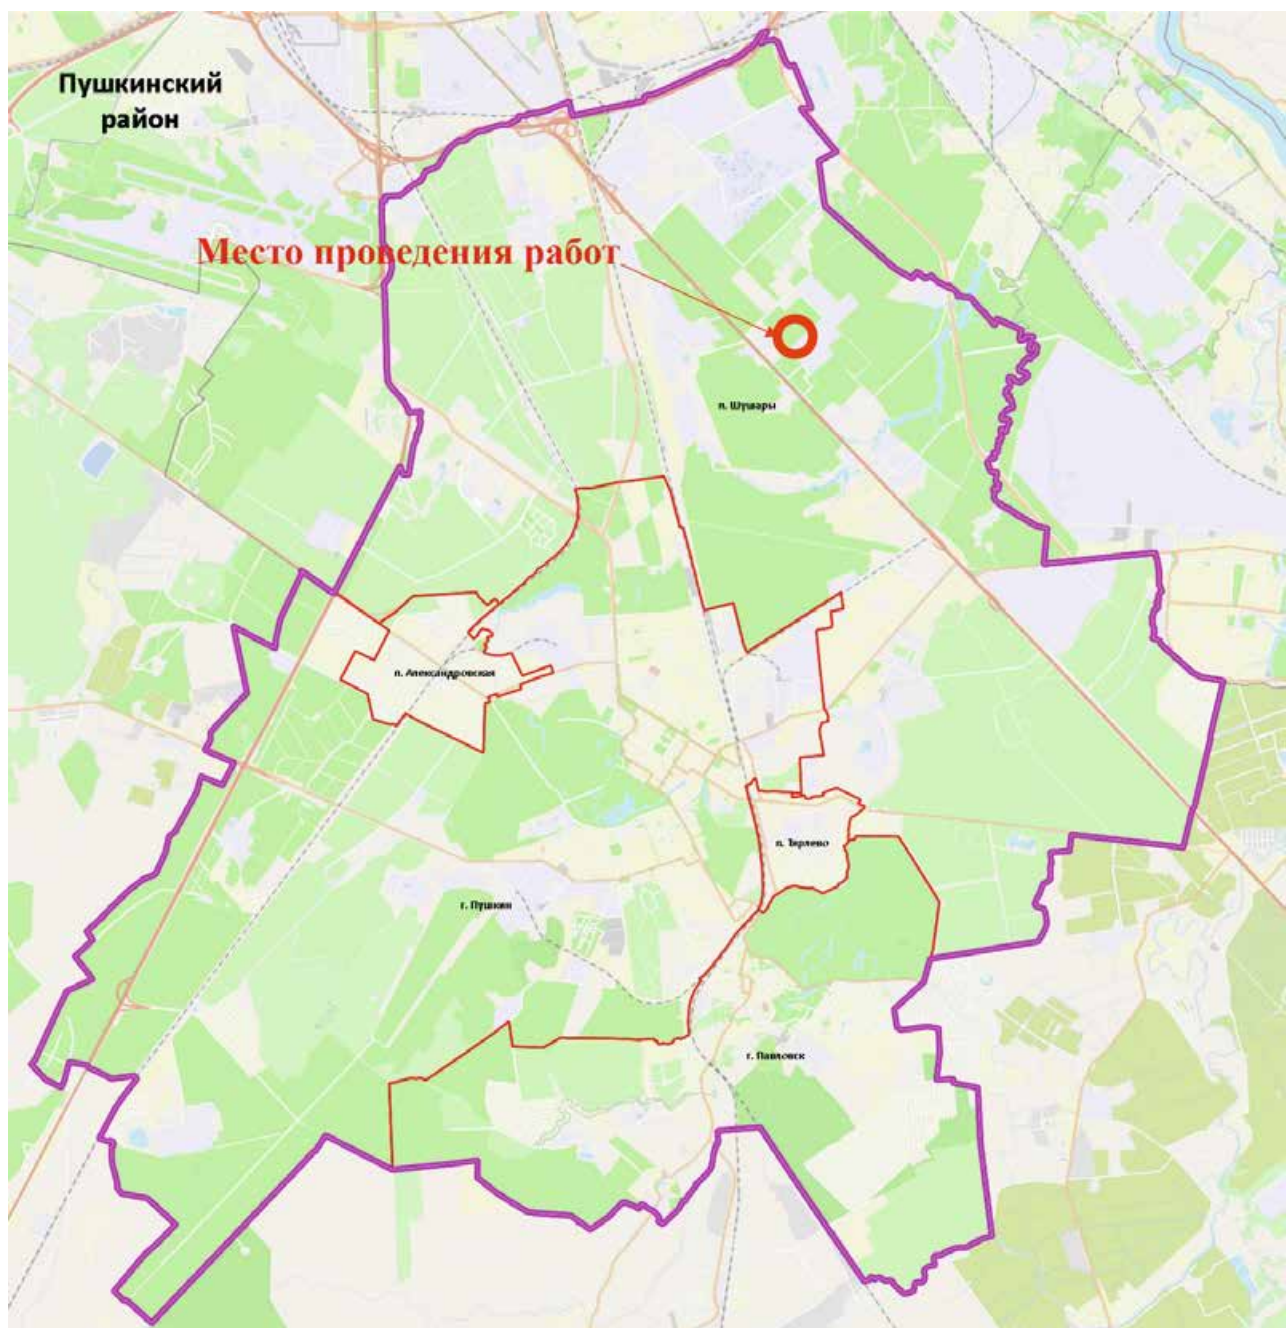 Пушкинский
район
Место проведения работ
п. Шушары
п. Александровская
п. Тярлево
г. Пушкин
г. Павловск